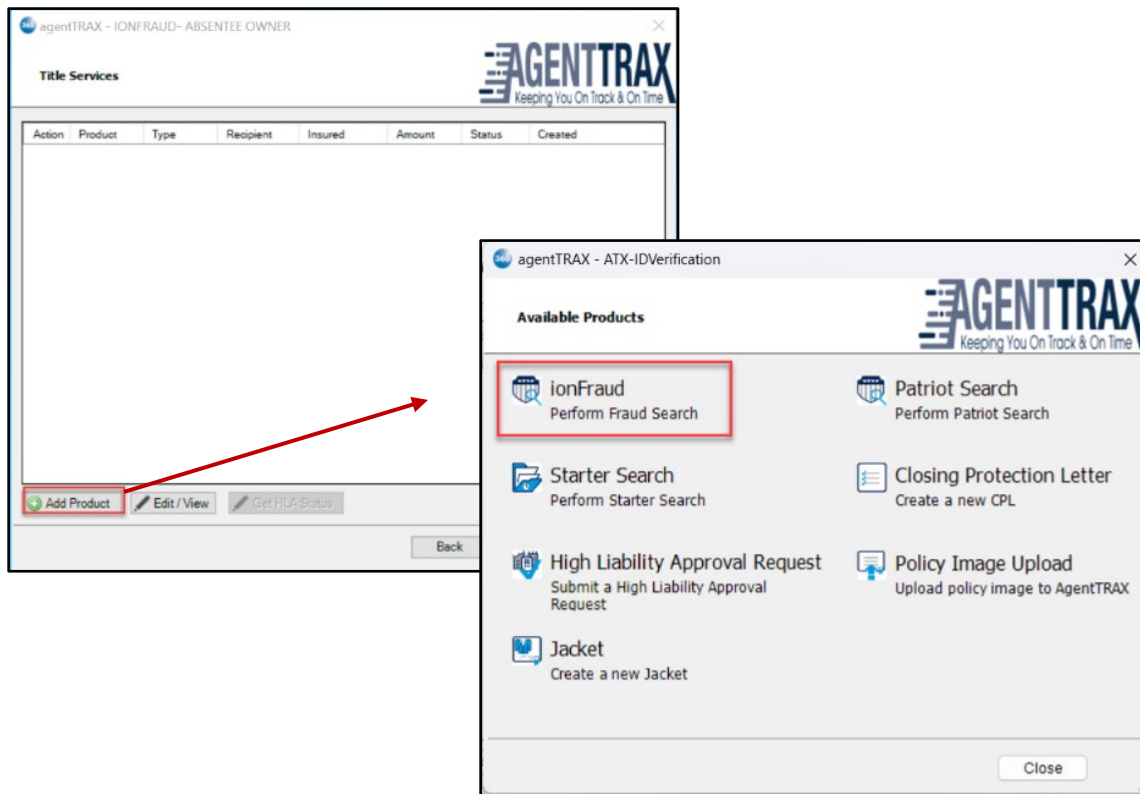 agentTRAX - IONFRAUD- ABSENTEE OWNER
Title Services
AGENTTRAX
Keeping You On Track & On Time
Action Product Type Recipient Insured Amount Status Created
Add Product Edit / View Get HLA Status
Back
360 agentTRAX - ATX-IDVerification
Available Products
AGENTTRAX
Keeping You On Track & On Time
ionFraud
Perform Fraud Search
Patriot Search
Perform Patriot Search
Starter Search
Perform Starter Search
Closing Protection Letter
Create a new CPL
High Liability Approval Request
Submit a High Liability Approval
Request
Policy Image Upload
Upload policy image to AgentTRAX
Jacket
Create a new Jacket
Close